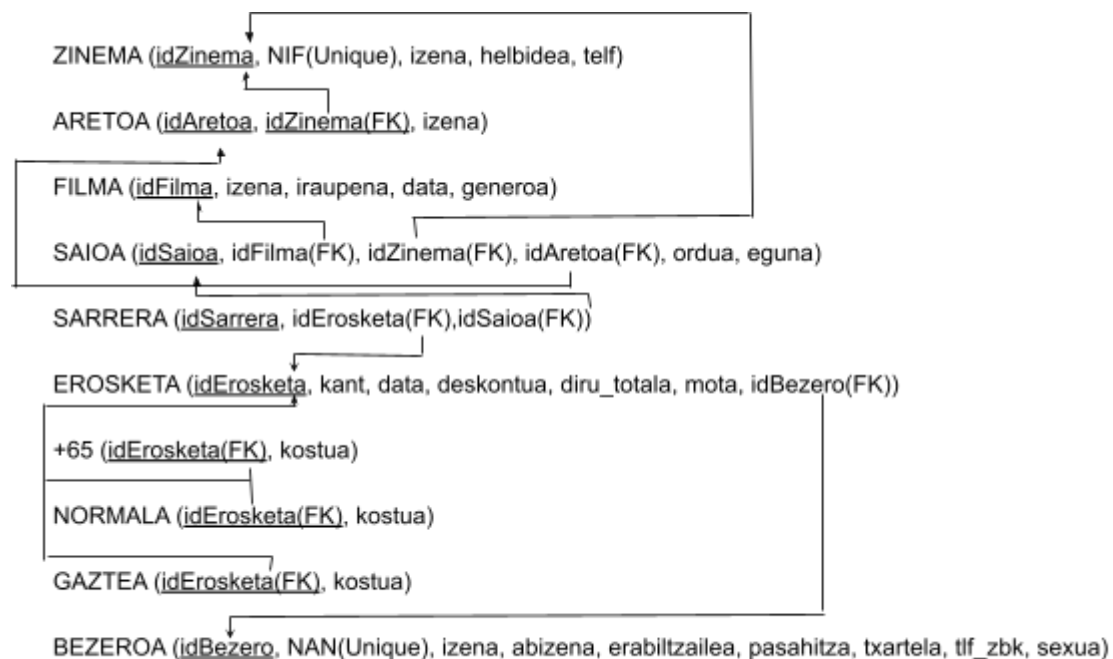 ZINEMA (idZinema, NIF(Unique), izena, helbidea, telf)
ARETOA (idAretoa, idZinema(FK), izena)
FILMA (idFilma, izena, iraupena, data, generoa)
SAIOA (idSaioa, idFilma(FK), idZinema(FK), idAretoa(FK), ordua, eguna)
SARRERA (idSarrera, idErosketa(FK),idSaioa(FK))
EROSKETA (idErosketa, kant, data, deskontua, diru_totala, mota, idBezero(FK))
+65 (idErosketa(FK), kostua)
NORMALA (idErosketa(FK), kostua)
GAZTEA (idErosketa(FK), kostua)
BEZEROA (idBezero, NAN(Unique), izena, abizena, erabiltzailea, pasahitza, txartela, tlf_zbk, sexua)